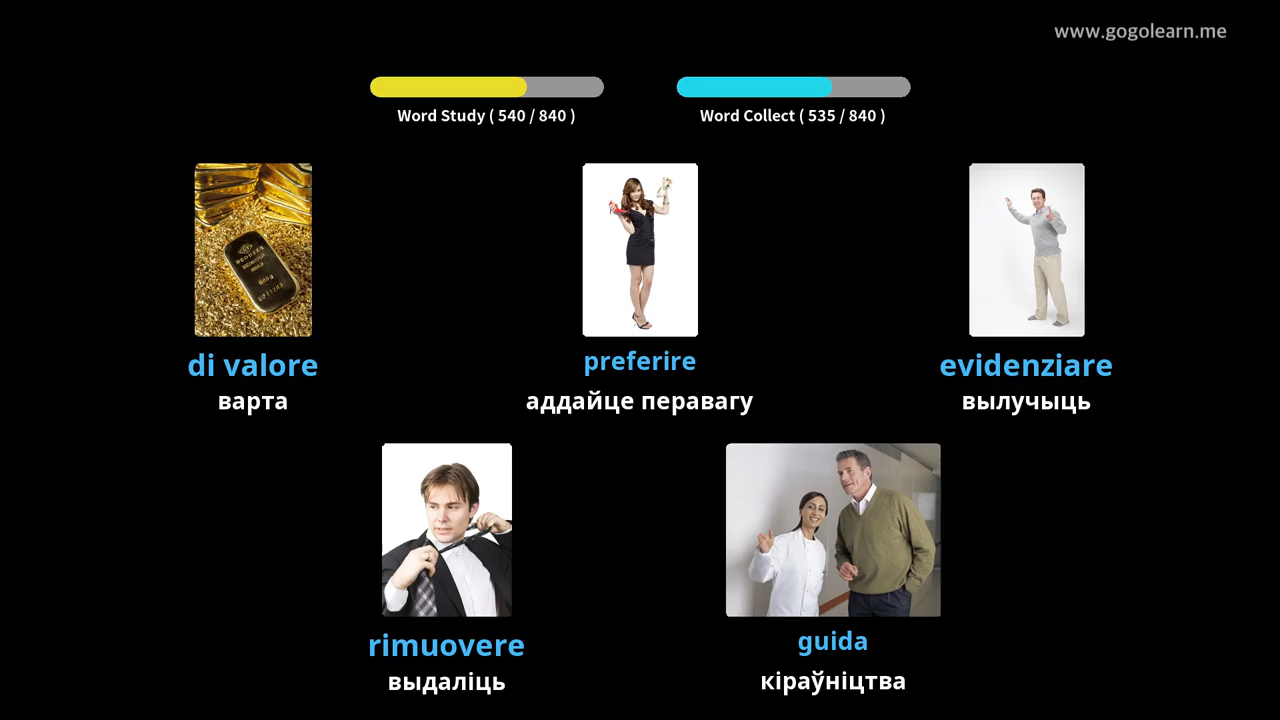 www.gogolearn.me
Word Study ( 540 / 840 )
Word Collect ( 535 / 840 )
di valore
варта
preferire
аддайце перавагу
evidenziare
вылучыць
rimuovere
выдаліць
guida
кіраўніцтва